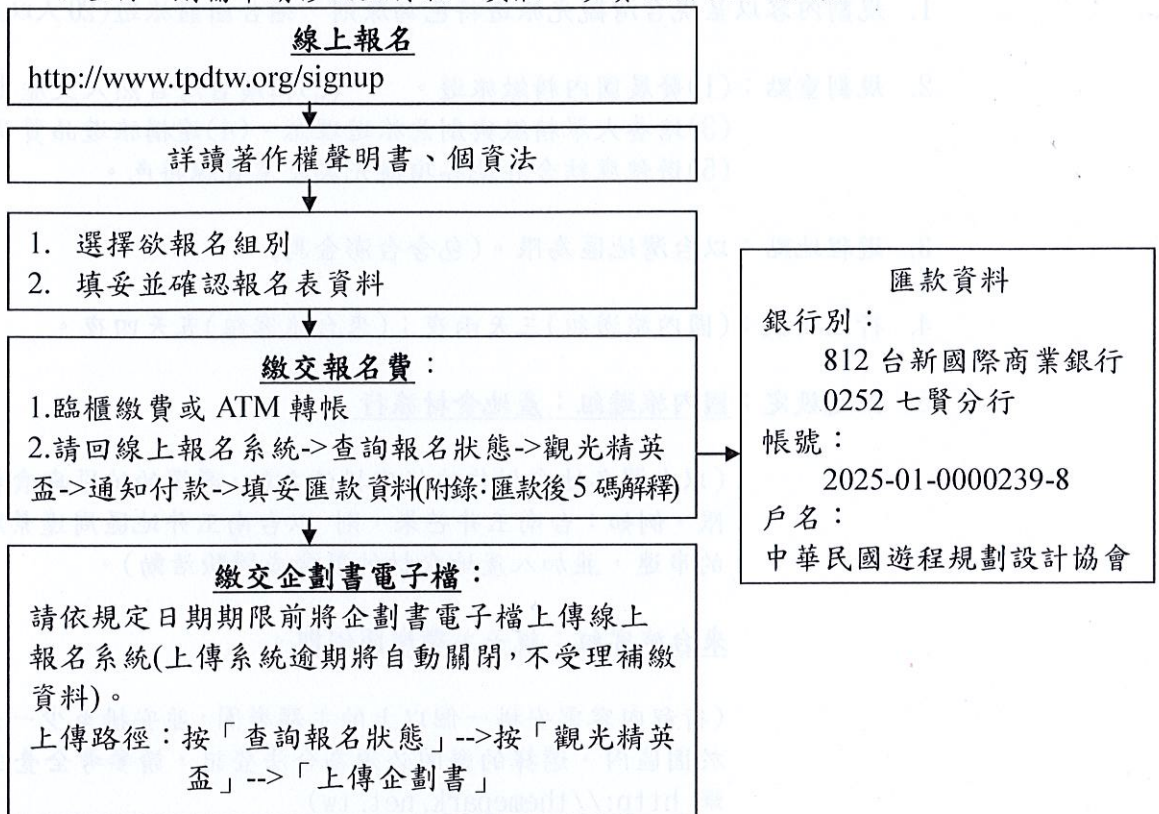 線上報名
http://www.tpdtw.org/signup
詳讀著作權聲明書、個資法
1. 選擇欲報名組別
2. 填妥並確認報名表資料
繳交報名費：
1.臨櫃繳費或 ATM 轉帳
2.請回線上報名系統->查詢報名狀態->觀光精英
盃->通知付款->填妥匯款資料(附錄：匯款後5碼解釋)
匯款資料
銀行別：
812 台新國際商業銀行
0252 七賢分行
帳號：
2025-01-0000239-8
戶名：
中華民國遊程規劃設計協會
繳交企劃書電子檔：
請依規定日期期限前將企劃書電子檔上傳線上
報名系統(上傳系統逾期將自動關閉，不受理補繳
資料)。
上傳路徑：按「查詢報名狀態」-->按「觀光精英
盃」-->「上傳企劃書」